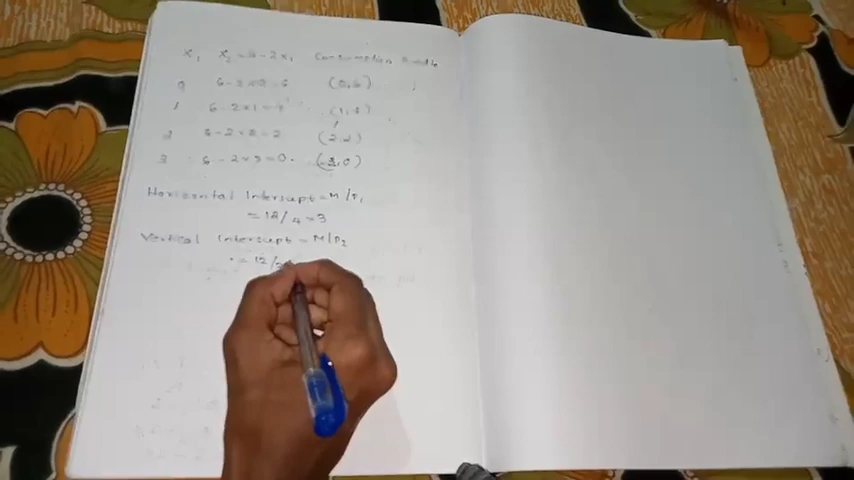 x₁ x₂=6-2x₁ Consumption Bundle
0 6-2×0=6 (0,6)
1 6-2×1=4 (1,4)
2 6-2×2=2 (2,2)
3 6-2×3=0. (3,0)
Horizontal Intercept=M/P₁
=12/4=3
Vertical Intercept=M/P₂
=12/2